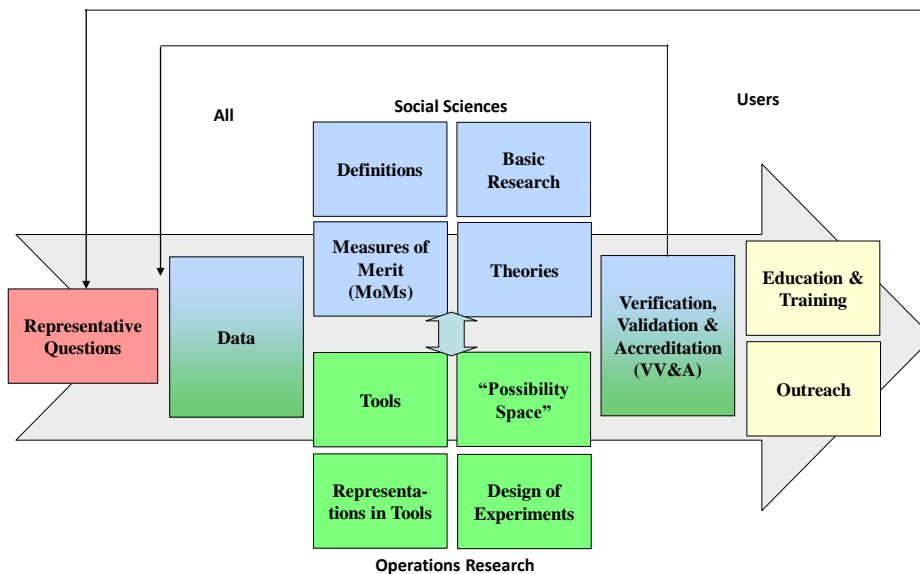 All
Social Sciences
Users
Definitions
Basic
Research
Measures of
Merit
(MoMs)
Theories
Representative
Questions
Data
Verification,
Validation &
Accreditation
(VV&A)
Education &
Training
Tools
“Possibility
Space”
Outreach
Representa-
tions in Tools
Design of
Experiments
Operations Research